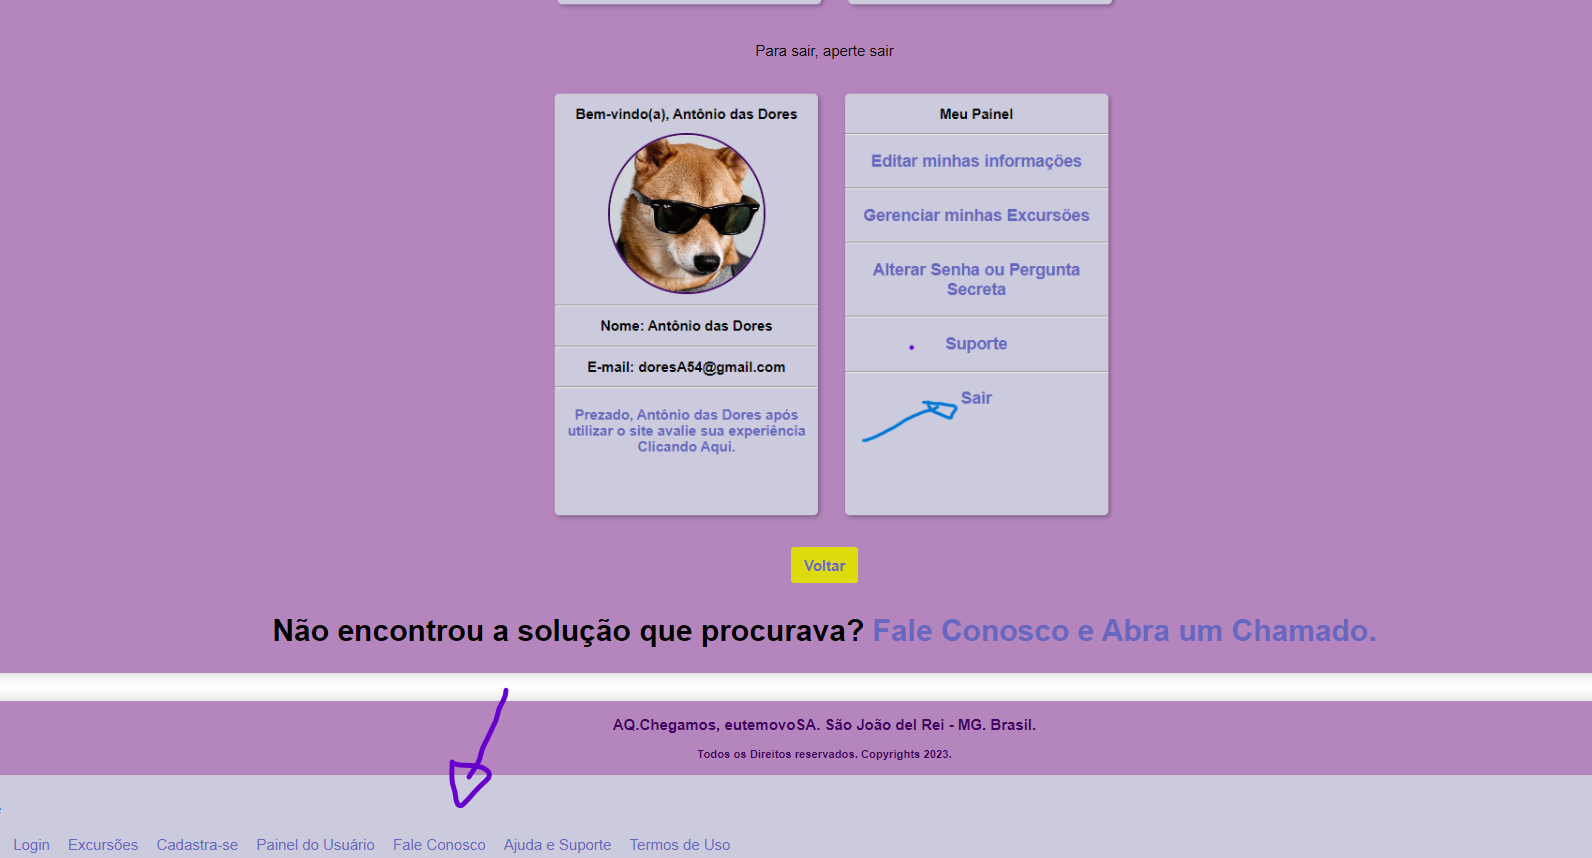 Para sair, aperte sair
Bem-vindo(a), Antônio das Dores
Nome: Antônio das Dores
E-mail: doresA54@gmail.com
Prezado, Antônio das Dores após
utilizar o site avalie sua experiência
Clicando Aqui.
Meu Painel
Editar minhas informações
Gerenciar minhas Excursões
Alterar Senha ou Pergunta
Secreta
Suporte
Sair
Voltar
Não encontrou a solução que procurava? Fale Conosco e Abra um Chamado.
AQ.Chegamos, eutemovoSA. São João del Rei - MG. Brasil.
Todos os Direitos reservados. Copyrights 2023.
Login Excursões Cadastra-se Painel do Usuário Fale Conosco Ajuda e Suporte Termos de Uso